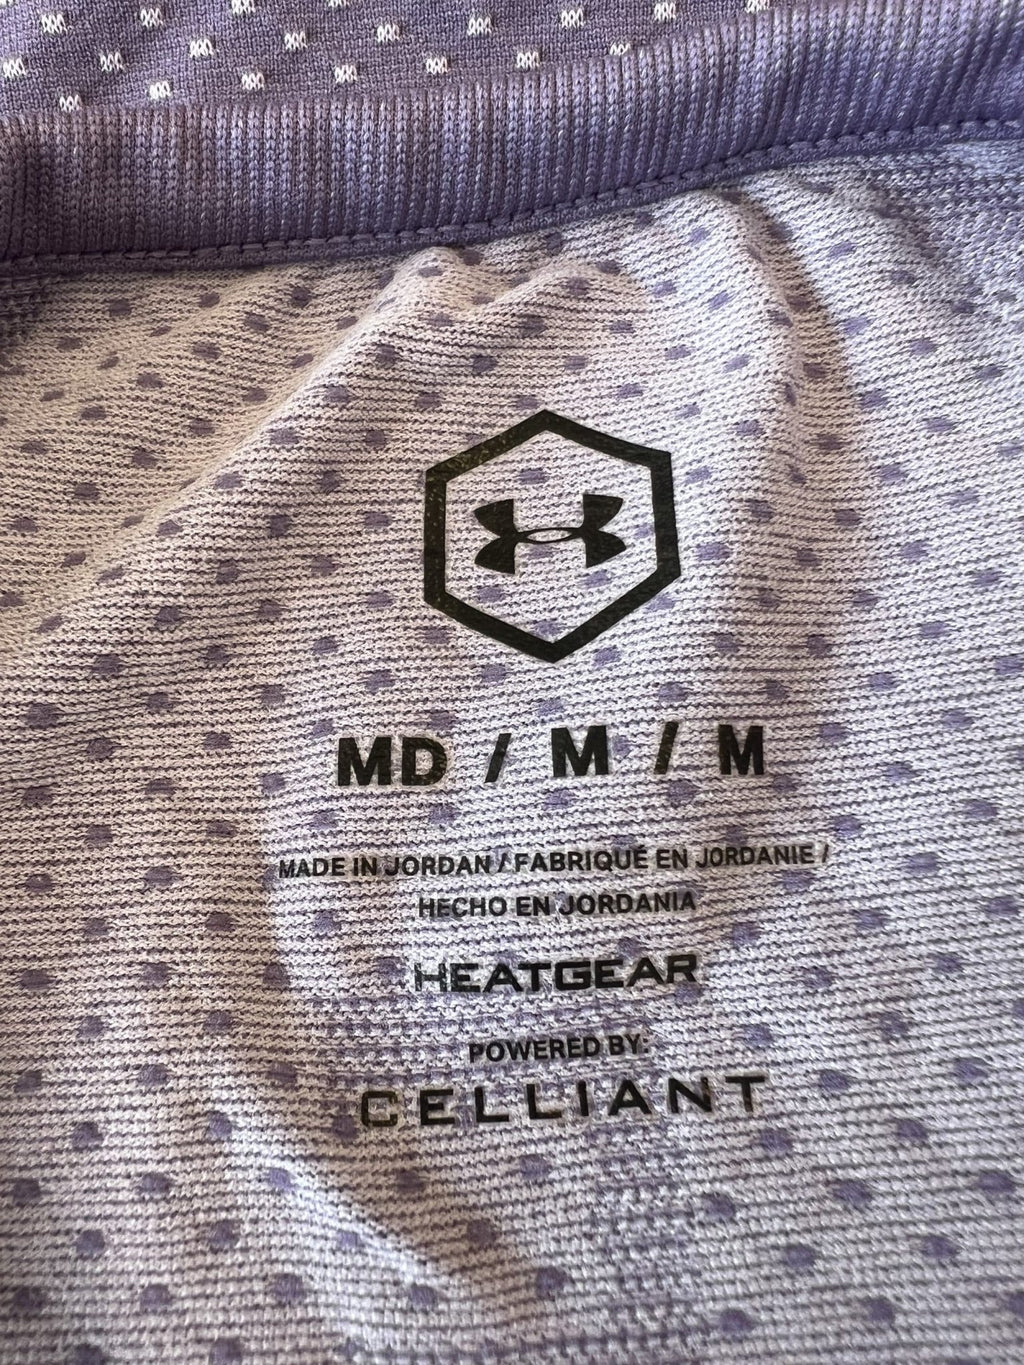 MD / M / M
MADE IN JORDAN / FABRIQUÉ EN JORDANIE /
HECHO EN JORDANIA
HEATGEAR
POWERED BY:
CELLIANT